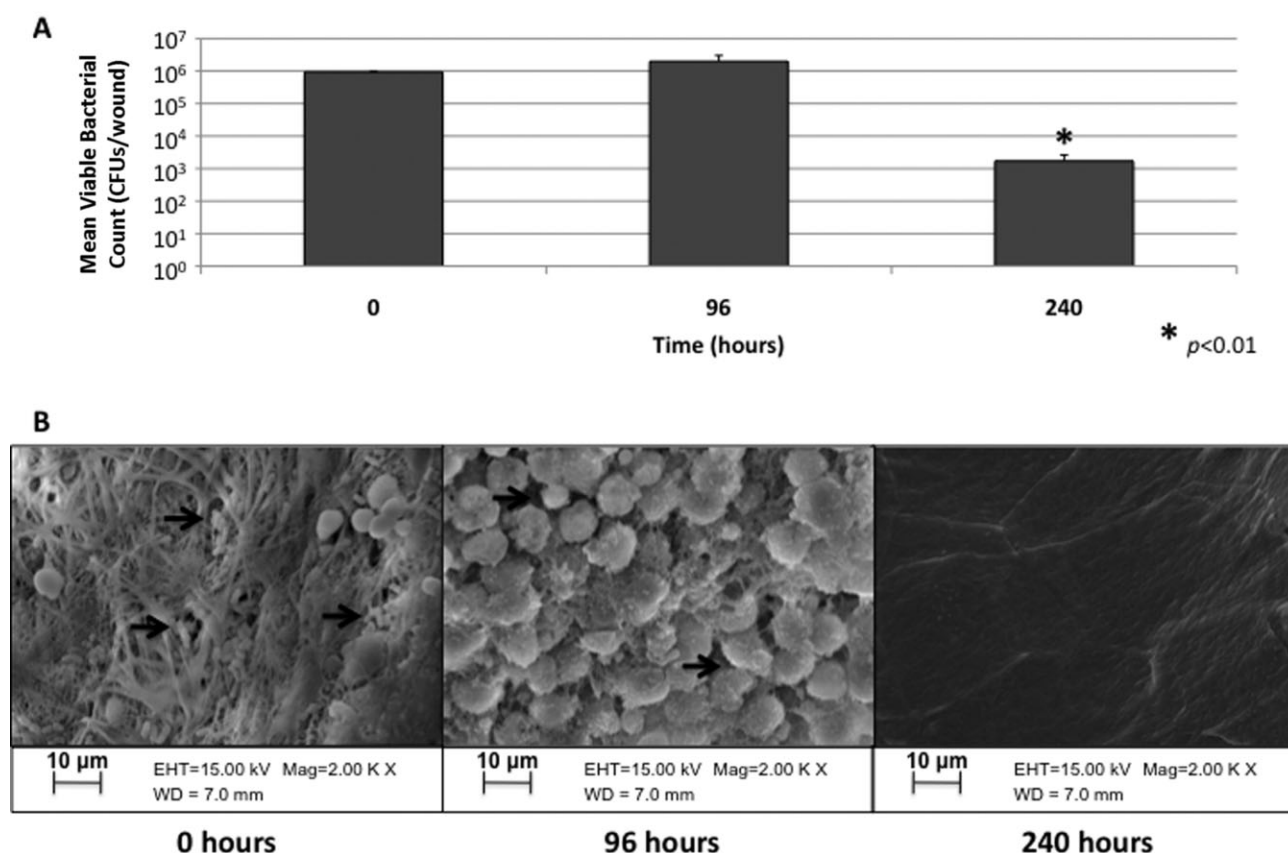 A
Mean Viable Bacterial
Count (CFUs/wound)
10⁷
10⁶
10⁵
10⁴
10³
10²
10¹
10⁰
*
0 96 240
Time (hours)
* p<0.01
B
10 µm EHT=15.00 kV Mag=2.00 K X
WD = 7.0 mm
10 µm EHT=15.00 kV Mag=2.00 K X
WD = 7.0 mm
10 µm EHT=15.00 kV Mag=2.00 K X
WD = 7.0 mm
0 hours 96 hours 240 hours